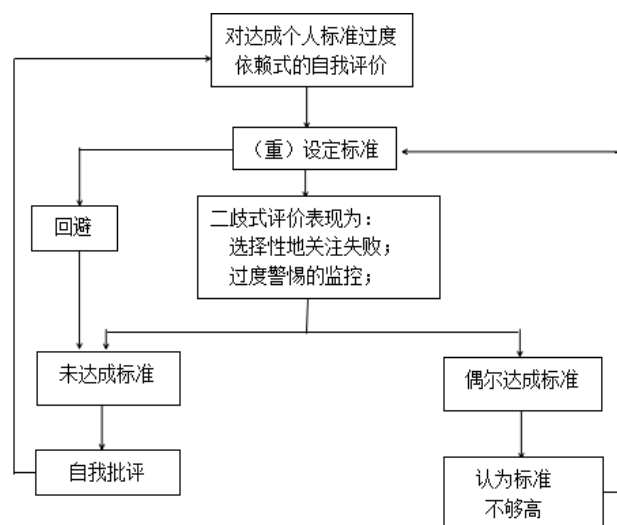 对达成个人标准过度
依赖式的自我评价
（重）设定标准
回避
二歧式评价表现为：
选择性地关注失败；
过度警惕的监控；
未达成标准
偶尔达成标准
自我批评
认为标准
不够高